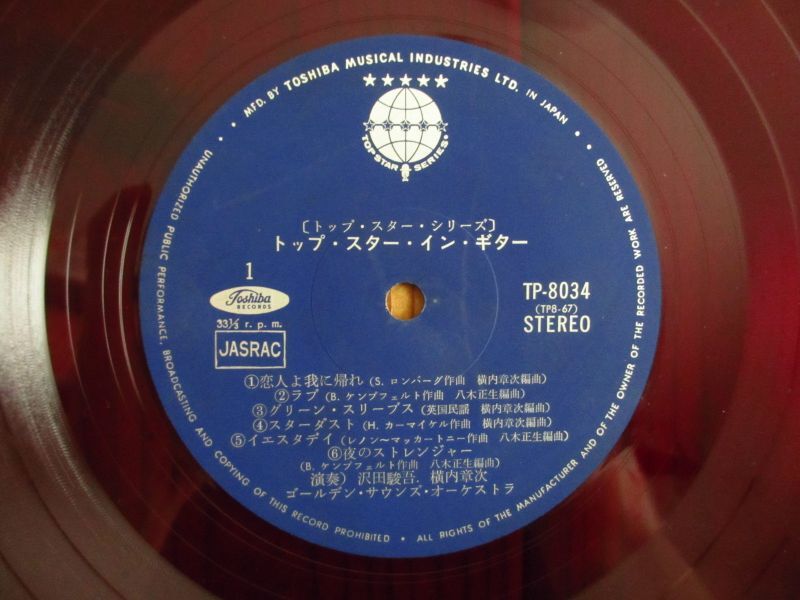 MFD. BY TOSHIBA MUSICAL INDUSTRIES LTD. IN JAPAN
TOP STAR SERIES
〔トップ・スター・シリーズ〕
トップ・スター・イン・ギター
1
Toshiba
RECORDS
33⅓ r. p. m.
JASRAC
TP-8034
(TP8-67)
STEREO
①恋人よ我に帰れ (S. ロンバーグ作曲 横内章次編曲)
②ラブ (B. ケンプフェルト作曲 八木正生編曲)
③グリーン・スリーブス (英国民謡 横内章次編曲)
④スターダスト (H. カーマイケル作曲 横内章次編曲)
⑤イエスタデイ (レノン〜マッカートニー作曲 八木正生編曲)
⑥夜のストレンジャー
(B. ケンプフェルト作曲 八木正生編曲)
演奏) 沢田駿吾. 横内章次
ゴールデン・サウンズ・オーケストラ
UNAUTHORIZED PUBLIC PERFORMANCE, BROADCASTING AND COPYING OF THIS RECORD PROHIBITED • ALL RIGHTS OF THE MANUFACTURER AND OF THE OWNER OF THE RECORDED WORK ARE RESERVED